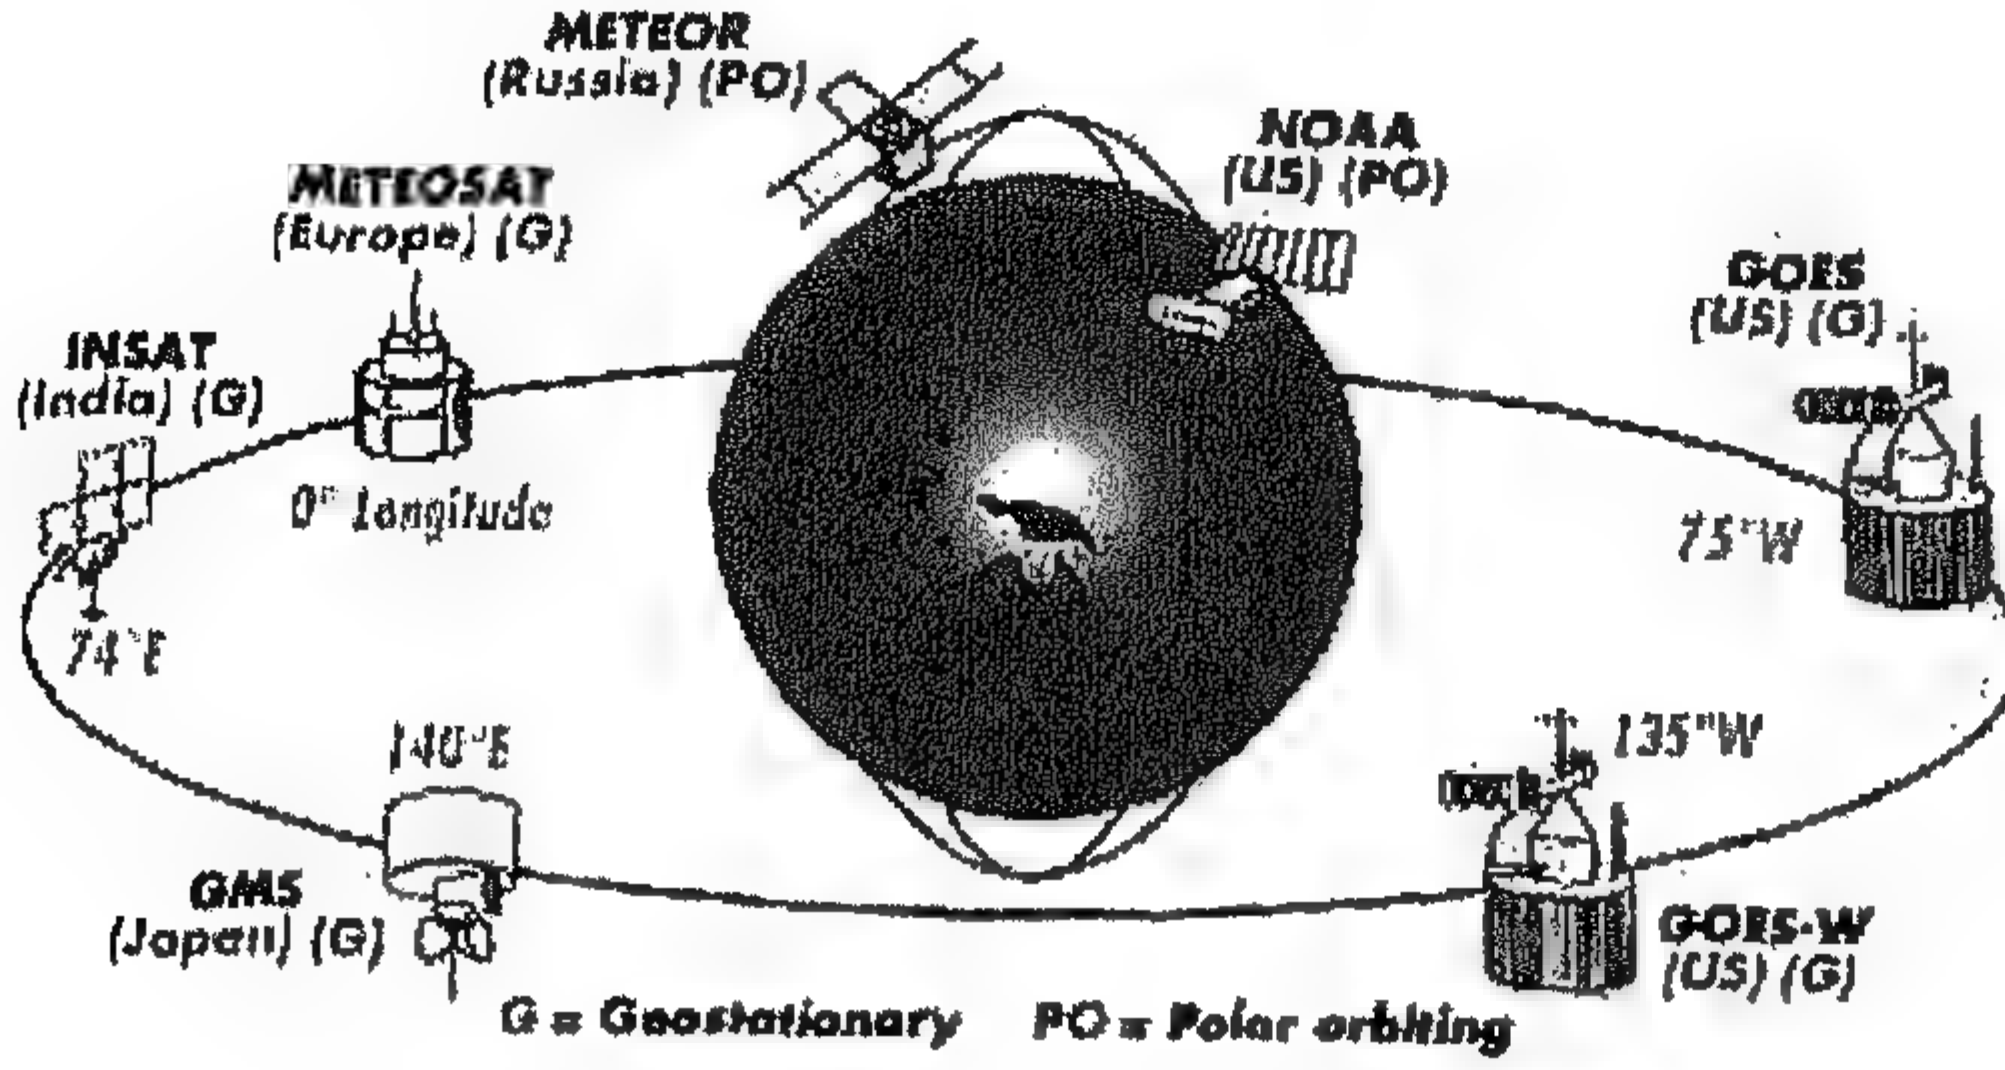 METEOR
(Russia) (PO)
NOAA
(US) (PO)
METEOSAT
(Europe) (G)
GOES
(US) (G)
INSAT
(India) (G)
0° Longitude
75°W
74°E
135°W
140°E
GMS
(Japan) (G)
GOES-W
(US) (G)
G = Geostationary PO = Polar orbiting